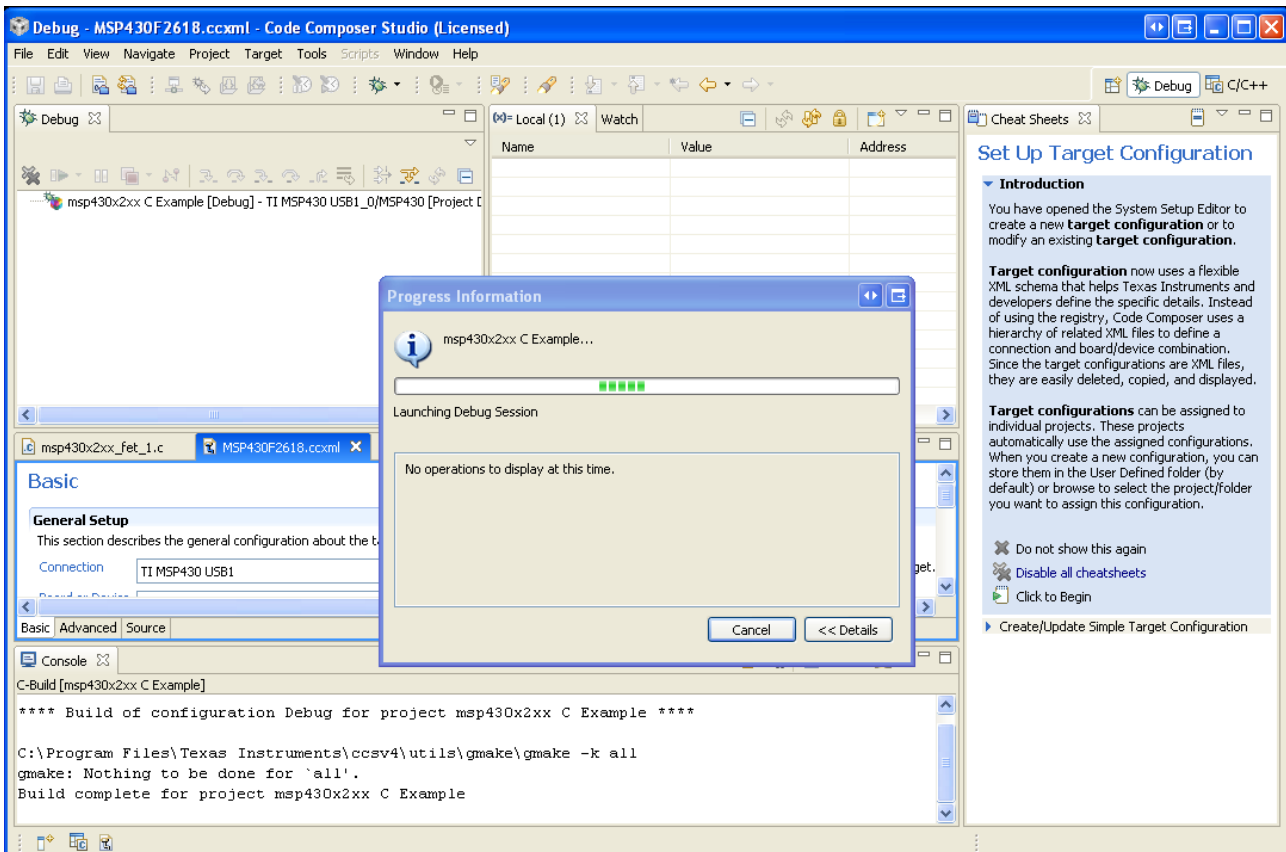 Debug - MSP430F2618.ccxml - Code Composer Studio (Licensed)
File Edit View Navigate Project Target Tools Scripts Window Help
Debug C/C++
Debug
msp430x2xx C Example [Debug] - TI MSP430 USB1_0/MSP430 [Project D
(x)= Local (1) Watch
Name Value Address
Cheat Sheets
Set Up Target Configuration
Introduction
You have opened the System Setup Editor to
create a new target configuration or to
modify an existing target configuration.
Target configuration now uses a flexible
XML schema that helps Texas Instruments and
developers define the specific details. Instead
of using the registry, Code Composer uses a
hierarchy of related XML files to define a
connection and board/device combination.
Since the target configurations are XML files,
they are easily deleted, copied, and displayed.
Target configurations can be assigned to
individual projects. These projects
automatically use the assigned configurations.
When you create a new configuration, you can
store them in the User Defined folder (by
default) or browse to select the project/folder
you want to assign this configuration.
Do not show this again
Disable all cheatsheets
Click to Begin
Create/Update Simple Target Configuration
Progress Information
msp430x2xx C Example...
Launching Debug Session
No operations to display at this time.
Cancel << Details
msp430x2xx_fet_1.c MSP430F2618.ccxml
Basic
General Setup
This section describes the general configuration about the ta
Connection TI MSP430 USB1
get.
Basic Advanced Source
Console
C-Build [msp430x2xx C Example]
**** Build of configuration Debug for project msp430x2xx C Example ****
C:\Program Files\Texas Instruments\ccsv4\utils\gmake\gmake -k all
gmake: Nothing to be done for `all'.
Build complete for project msp430x2xx C Example